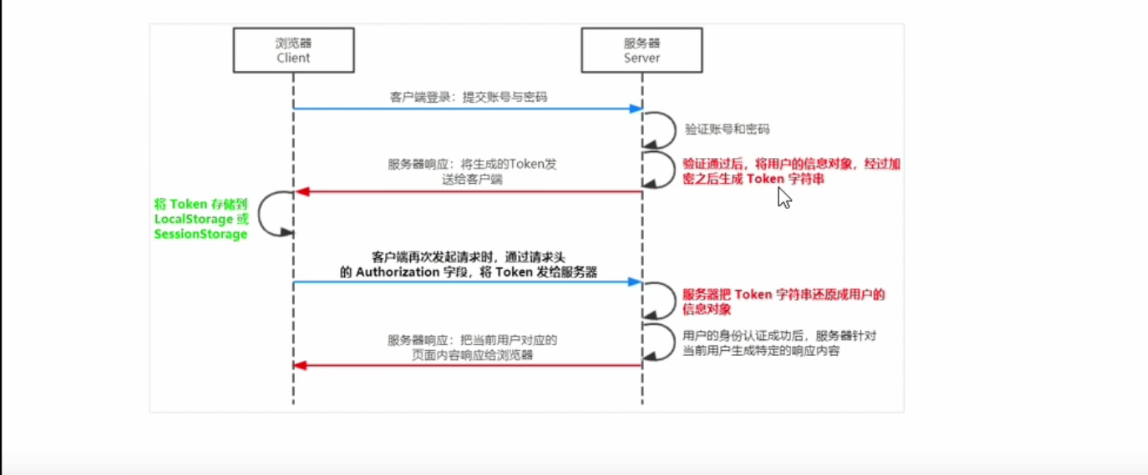 浏览器
Client
服务器
Server
客户端登录：提交账号与密码
验证账号和密码
服务器响应：将生成的Token发
送给客户端
验证通过后，将用户的信息对象，经过加
密之后生成 Token 字符串
将 Token 存储到
LocalStorage 或
SessionStorage
客户端再次发起请求时，通过请求头
的 Authorization 字段，将 Token 发给服务器
服务器把 Token 字符串还原成用户的
信息对象
服务器响应：把当前用户对应的
页面内容响应给浏览器
用户的身份认证成功后，服务器针对
当前用户生成特定的响应内容